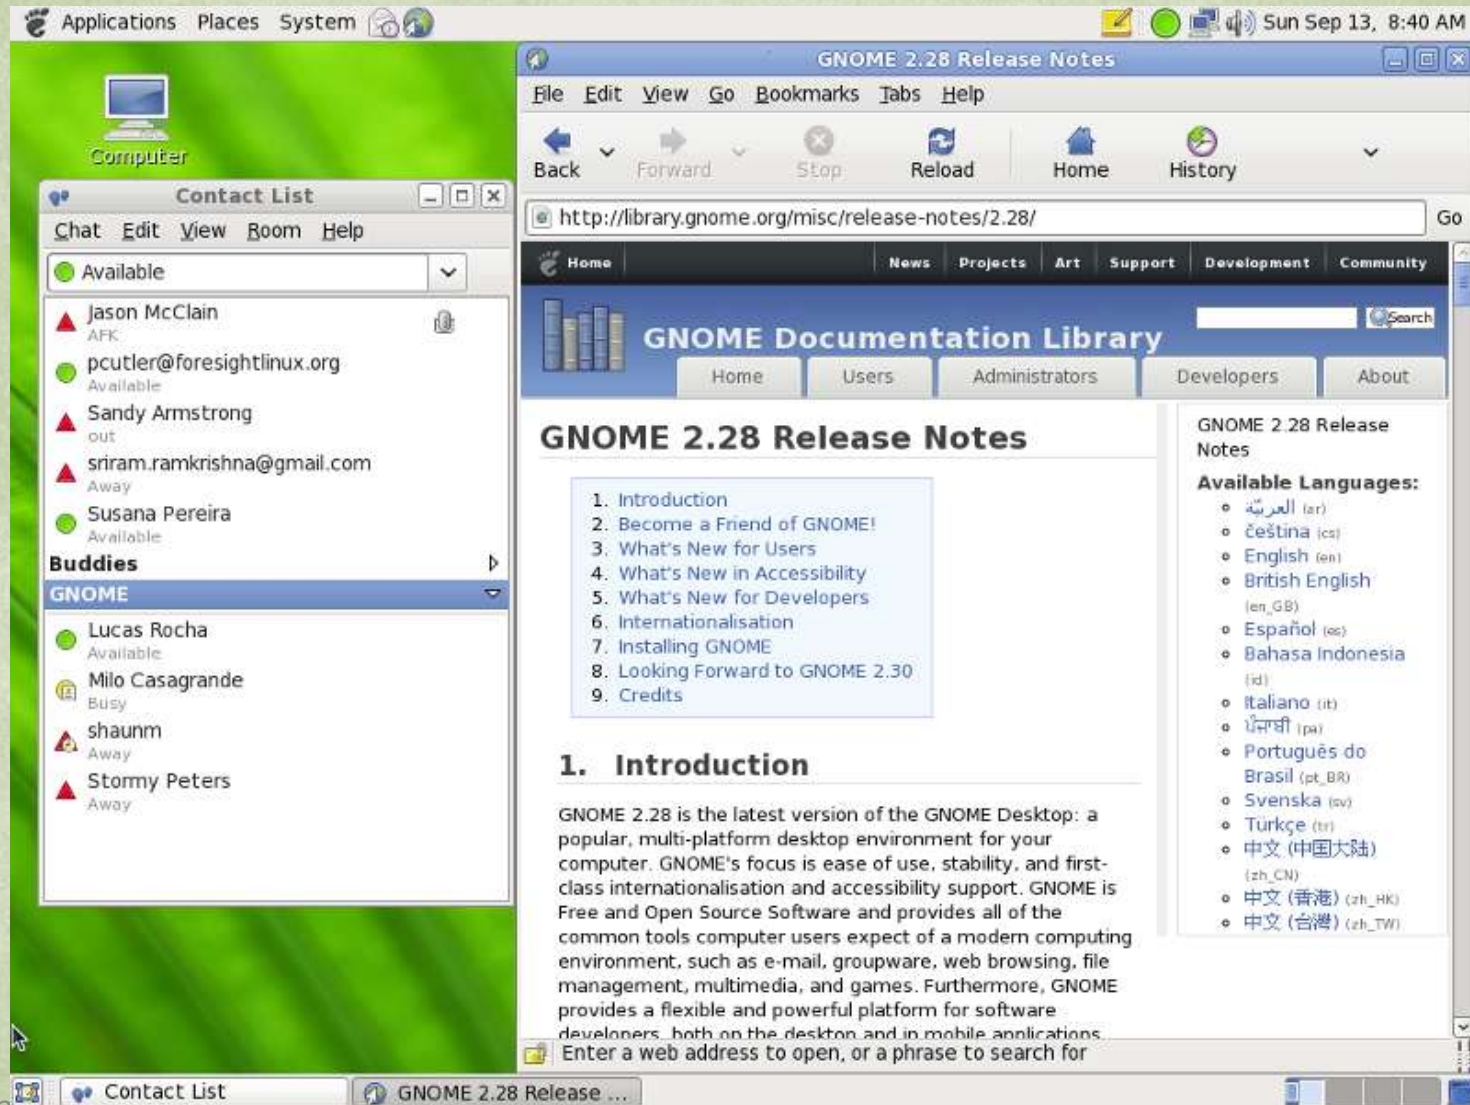 Applications Places System
Sun Sep 13, 8:40 AM
Computer
Contact List
Chat Edit View Room Help
Available
Jason McClain
AFK
pcutler@foresightlinux.org
Available
Sandy Armstrong
out
sriram.ramkrishna@gmail.com
Away
Susana Pereira
Available
Buddies
GNOME
Lucas Rocha
Available
Milo Casagrande
Busy
shaunm
Away
Stormy Peters
Away
GNOME 2.28 Release Notes
File Edit View Go Bookmarks Tabs Help
Back Forward Stop Reload Home History
http://library.gnome.org/misc/release-notes/2.28/ Go
Home News Projects Art Support Development Community
Search
GNOME Documentation Library
Home Users Administrators Developers About
GNOME 2.28 Release Notes
1. Introduction
2. Become a Friend of GNOME!
3. What's New for Users
4. What's New in Accessibility
5. What's New for Developers
6. Internationalisation
7. Installing GNOME
8. Looking Forward to GNOME 2.30
9. Credits
1. Introduction
GNOME 2.28 is the latest version of the GNOME Desktop: a
popular, multi-platform desktop environment for your
computer. GNOME's focus is ease of use, stability, and first-
class internationalisation and accessibility support. GNOME is
Free and Open Source Software and provides all of the
common tools computer users expect of a modern computing
environment, such as e-mail, groupware, web browsing, file
management, multimedia, and games. Furthermore, GNOME
provides a flexible and powerful platform for software
developers, both on the desktop and in mobile applications
GNOME 2.28 Release
Notes
Available Languages:
العربيّة (ar)
čeština (cs)
English (en)
British English
(en_GB)
Español (es)
Bahasa Indonesia
(id)
Italiano (it)
ਪੰਜਾਬੀ (pa)
Português do
Brasil (pt_BR)
Svenska (sv)
Türkçe (tr)
中文 (中国大陆)
(zh_CN)
中文 (香港) (zh_HK)
中文 (台灣) (zh_TW)
Enter a web address to open, or a phrase to search for
Contact List
GNOME 2.28 Release ...